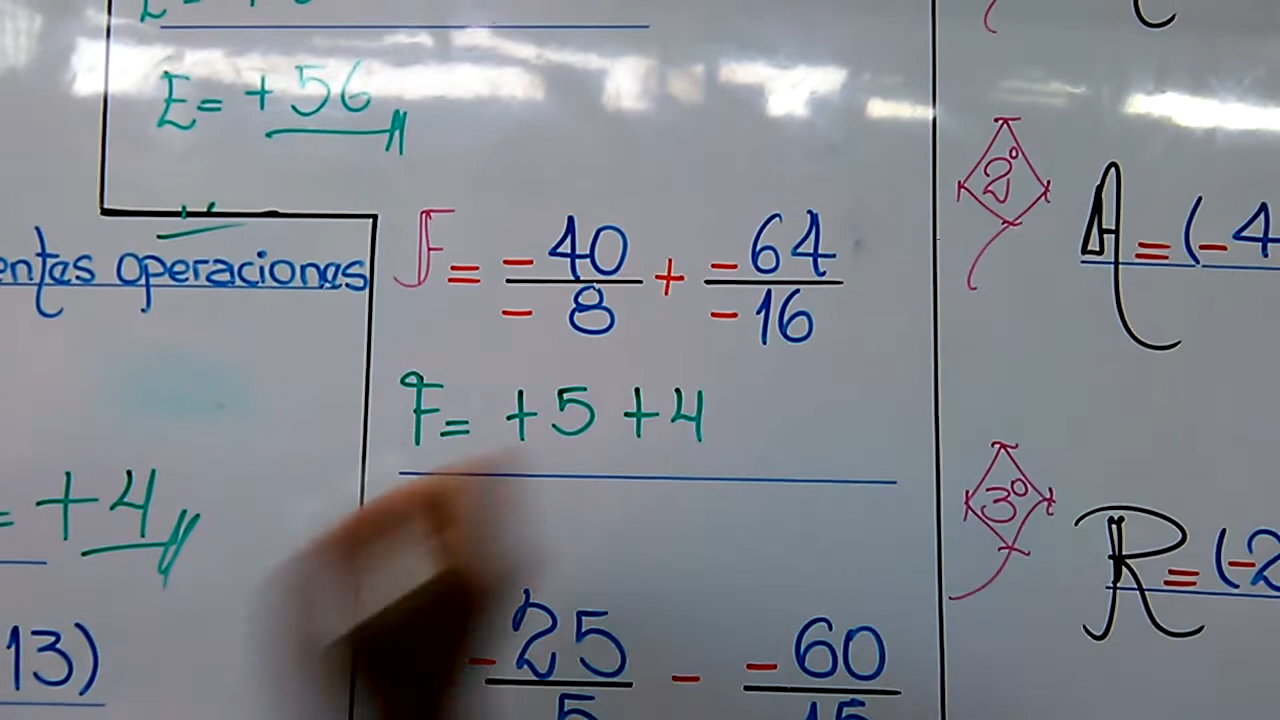 E= +56
entes operaciones
F = -40/-8 + -64/-16
F= +5 +4
= +4
13)
-25/5 - -60/15
2°
A = (-4
3°
R = (-2